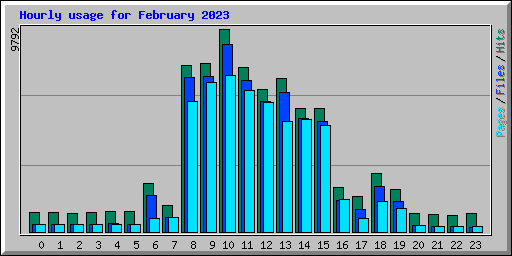 Hourly usage for February 2023
9792
Pages/Files/Hits
0 1 2 3 4 5 6 7 8 9 10 11 12 13 14 15 16 17 18 19 20 21 22 23